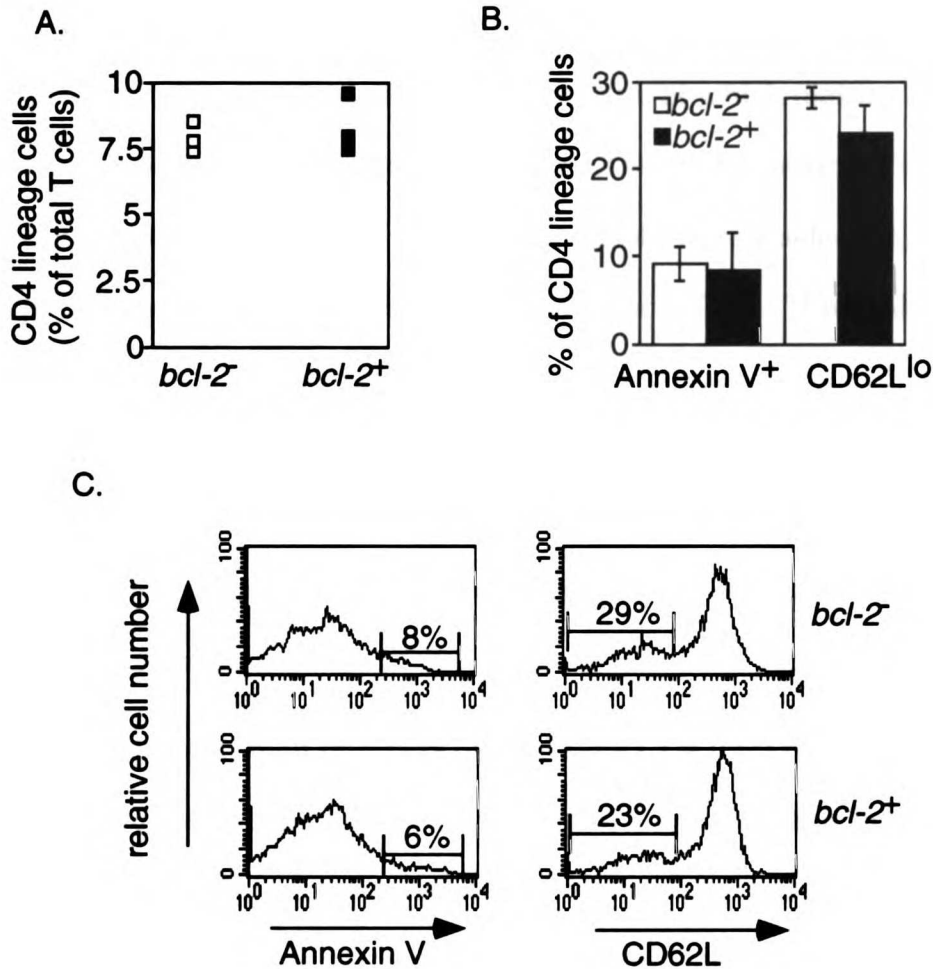 A.
CD4 lineage cells
(% of total T cells)
10
7.5
5
2.5
0
bcl-2⁻
bcl-2⁺
B.
% of CD4 lineage cells
30
20
10
0
bcl-2⁻
bcl-2⁺
Annexin V⁺
CD62Lˡᵒ
C.
relative cell number
100
0
8%
10⁰ 10¹ 10² 10³ 10⁴
100
0
29%
10⁰ 10¹ 10² 10³ 10⁴
bcl-2⁻
100
0
6%
10⁰ 10¹ 10² 10³ 10⁴
100
0
23%
10⁰ 10¹ 10² 10³ 10⁴
bcl-2⁺
Annexin V
CD62L